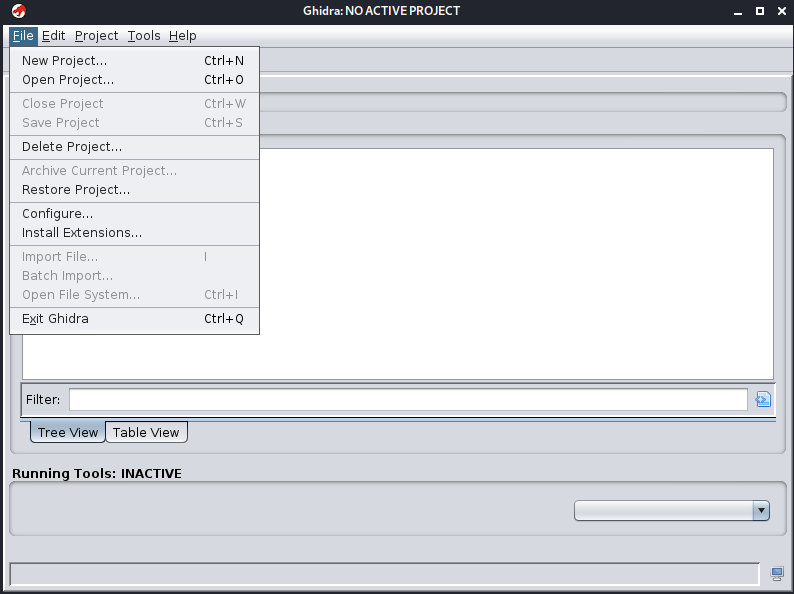 Ghidra: NO ACTIVE PROJECT
File Edit Project Tools Help
New Project... Ctrl+N
Open Project... Ctrl+O
Close Project Ctrl+W
Save Project Ctrl+S
Delete Project...
Archive Current Project...
Restore Project...
Configure...
Install Extensions...
Import File... I
Batch Import...
Open File System... Ctrl+I
Exit Ghidra Ctrl+Q
Filter:
Tree View Table View
Running Tools: INACTIVE